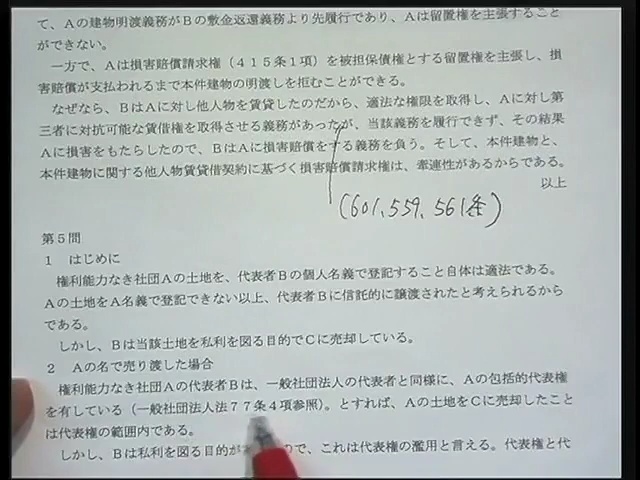 て、Aの建物明渡義務がBの敷金返還義務より先履行であり、Aは留置権を主張すること
ができない。
一方で、Aは損害賠償請求権（415条1項）を被担保債権とする留置権を主張し、損
害賠償が支払われるまで本件建物の明渡しを拒むことができる。
なぜなら、BはAに対し他人物を賃貸したのだから、適法な権限を取得し、Aに対し第
三者に対抗可能な賃借権を取得させる義務があったが、当該義務を履行できず、その結果
Aに損害をもたらしたので、BはAに損害賠償をする義務を負う。そして、本件建物と、
本件建物に関する他人物賃貸借契約に基づく損害賠償請求権は、牽連性があるからである。
以上
(601、559、561条)
第5問
1 はじめに
権利能力なき社団Aの土地を、代表者Bの個人名義で登記すること自体は適法である。
Aの土地をA名義で登記できない以上、代表者Bに信託的に譲渡されたと考えられるから
である。
しかし、Bは当該土地を私利を図る目的でCに売却している。
2 Aの名で売り渡した場合
権利能力なき社団Aの代表者Bは、一般社団法人の代表者と同様に、Aの包括的代表権
を有している（一般社団法人法77条4項参照）。とすれば、Aの土地をCに売却したこと
は代表権の範囲内である。
しかし、Bは私利を図る目的が ので、これは代表権の濫用と言える。代表権と代